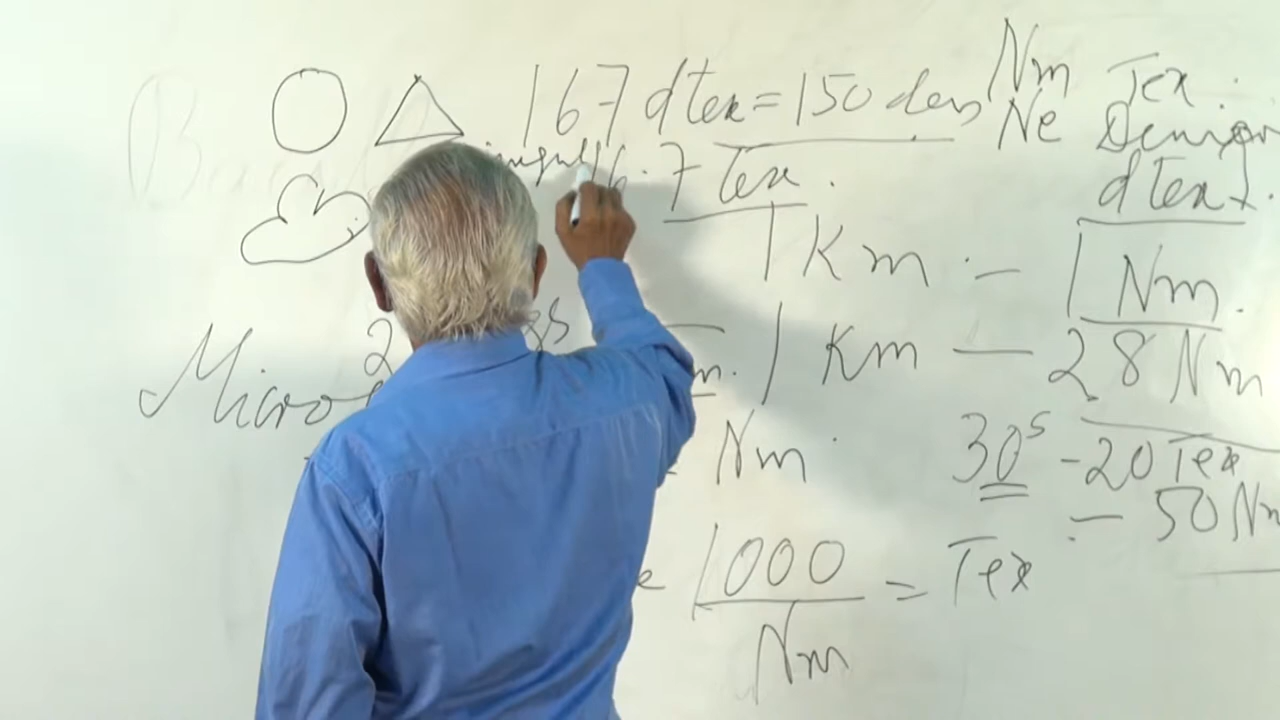 167 dtex = 150 den
Nm Tex.
Ne Denier
dtex
16.7 Tex.
1 Km - 1 Nm.
1 Km - 28 Nm
Micro
Nm
30s - 20 Tex
- 50 Nm
1000 / Nm = Tex